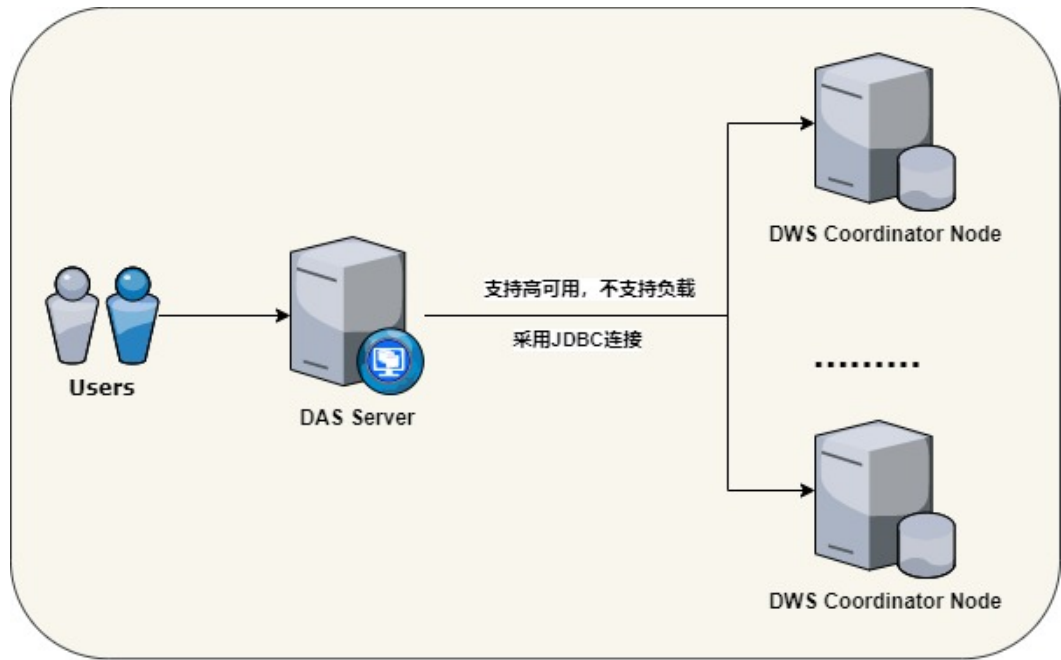 DWS Coordinator Node
支持高可用，不支持负载
采用JDBC连接
Users
DAS Server
.........
DWS Coordinator Node